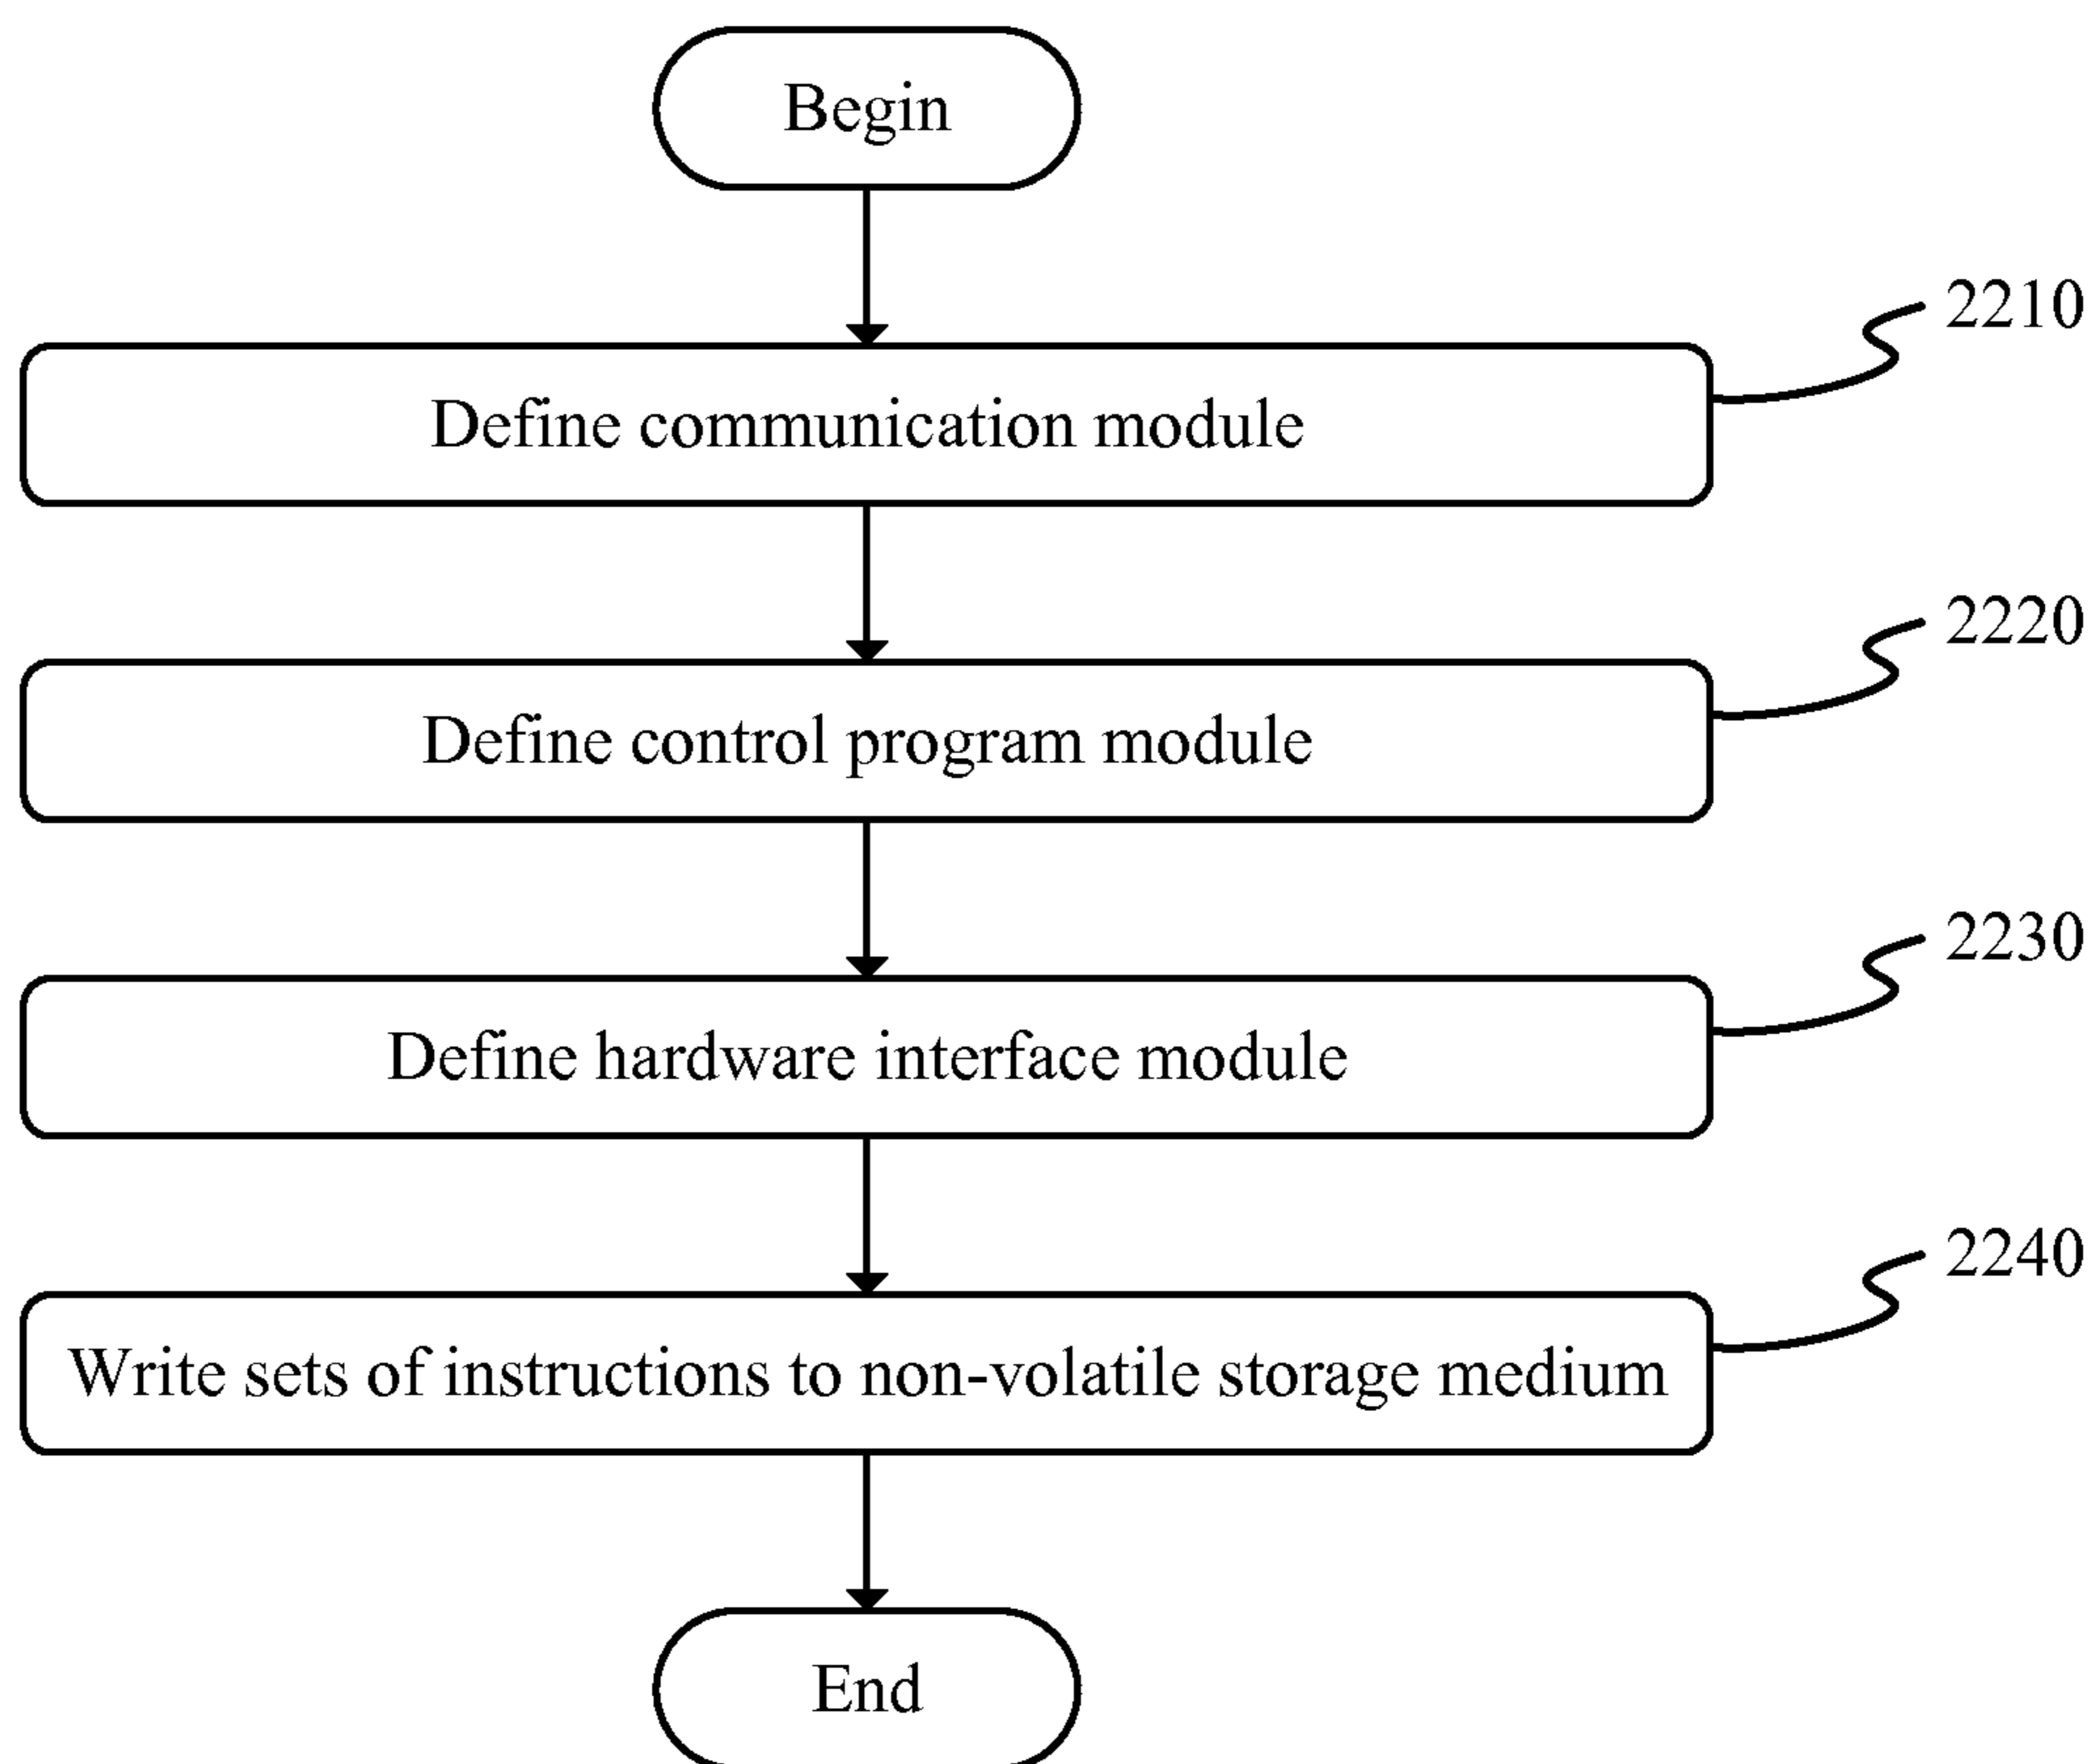 Begin
2210
Define communication module
2220
Define control program module
2230
Define hardware interface module
2240
Write sets of instructions to non-volatile storage medium
End